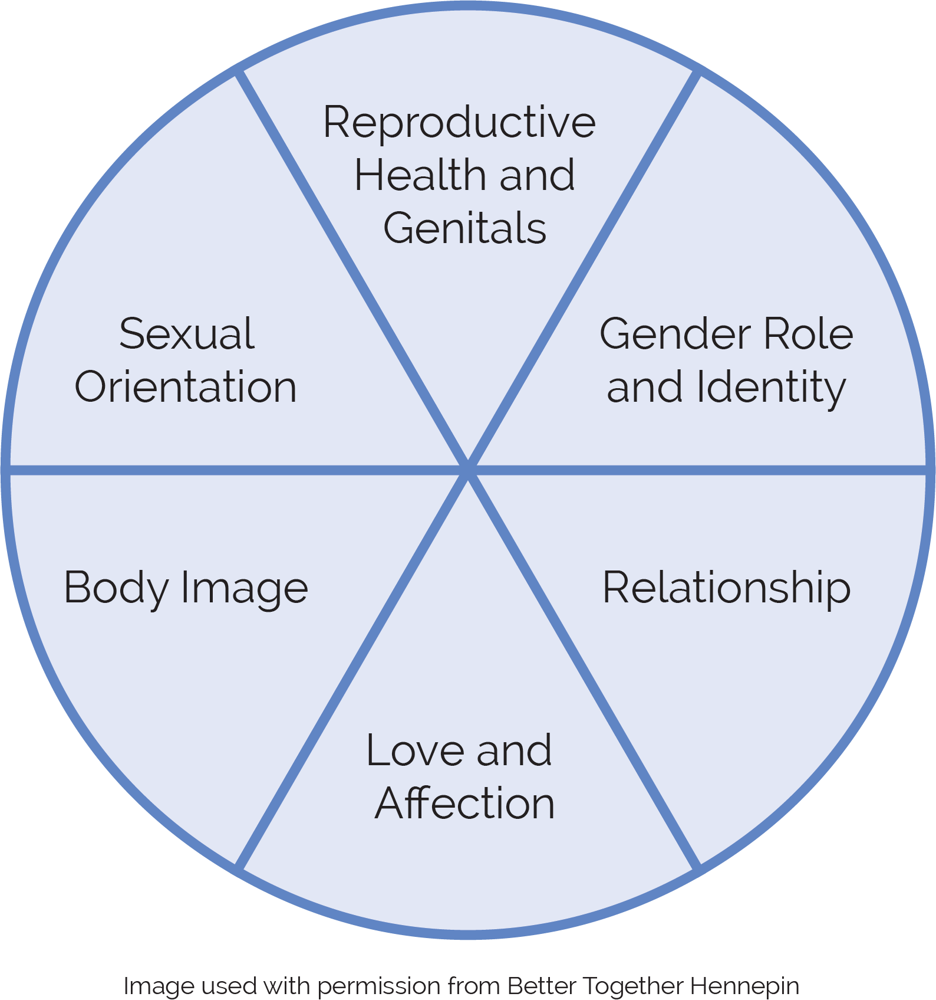 Reproductive
Health and
Genitals
Sexual
Orientation
Gender Role
and Identity
Body Image
Relationship
Love and
Affection
Image used with permission from Better Together Hennepin